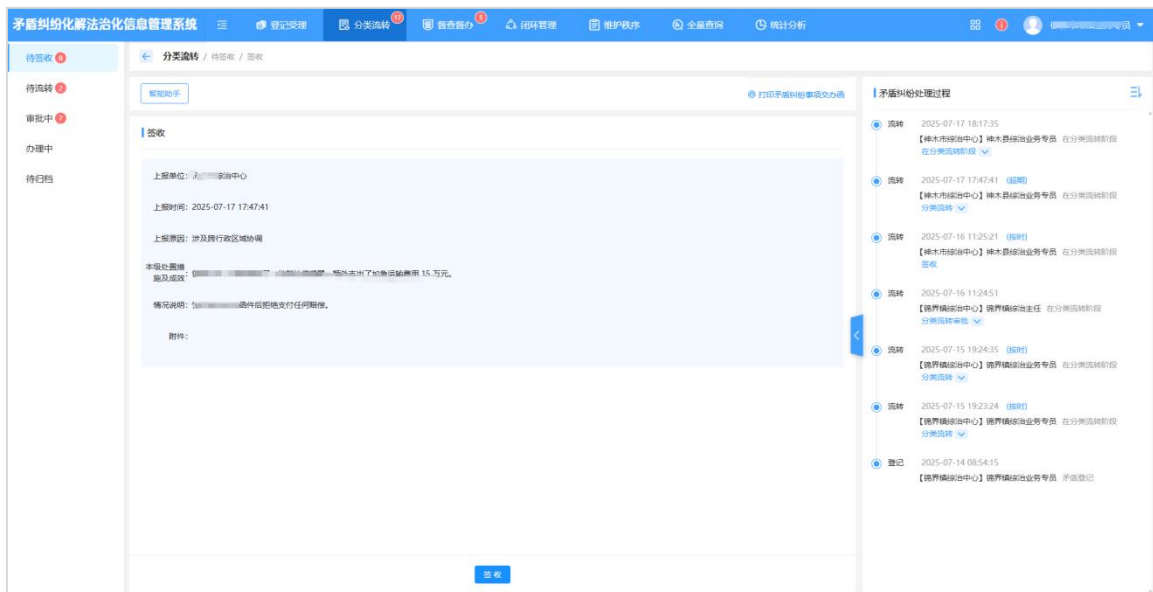 矛盾纠纷化解法治化信息管理系统
登记受理
分类流转 17
督查督办 5
闭环管理
维护秩序
全量查询
统计分析
待签收 8
待流转 2
审批中 7
办理中
待归档
分类流转 / 待签收 / 签收
智能助手
打印矛盾纠纷事项交办函
签收
上报单位: 综治中心
上报时间: 2025-07-17 17:47:41
上报原因: 涉及跨行政区域协调
本级处置措施及成效: 额外支出了加急运输费用 15 万元。
情况说明: 函件后拒绝支付任何赔偿。
附件:
签 收
矛盾纠纷处理过程
流转 2025-07-17 18:17:35
【神木市综治中心】神木县综治业务专员 在分类流转阶段
在分类流转阶段
流转 2025-07-17 17:47:41 (超期)
【神木市综治中心】神木县综治业务专员 在分类流转阶段
分类流转
流转 2025-07-16 11:25:21 (按时)
【神木市综治中心】神木县综治业务专员 在分类流转阶段
签收
流转 2025-07-16 11:24:51
【锦界镇综治中心】锦界镇综治主任 在分类流转阶段
分类流转审批
流转 2025-07-15 19:24:35 (按时)
【锦界镇综治中心】锦界镇综治业务专员 在分类流转阶段
分类流转
流转 2025-07-15 19:23:24 (按时)
【锦界镇综治中心】锦界镇综治业务专员 在分类流转阶段
分类流转
登记 2025-07-14 08:54:15
【锦界镇综治中心】锦界镇综治业务专员 矛盾登记